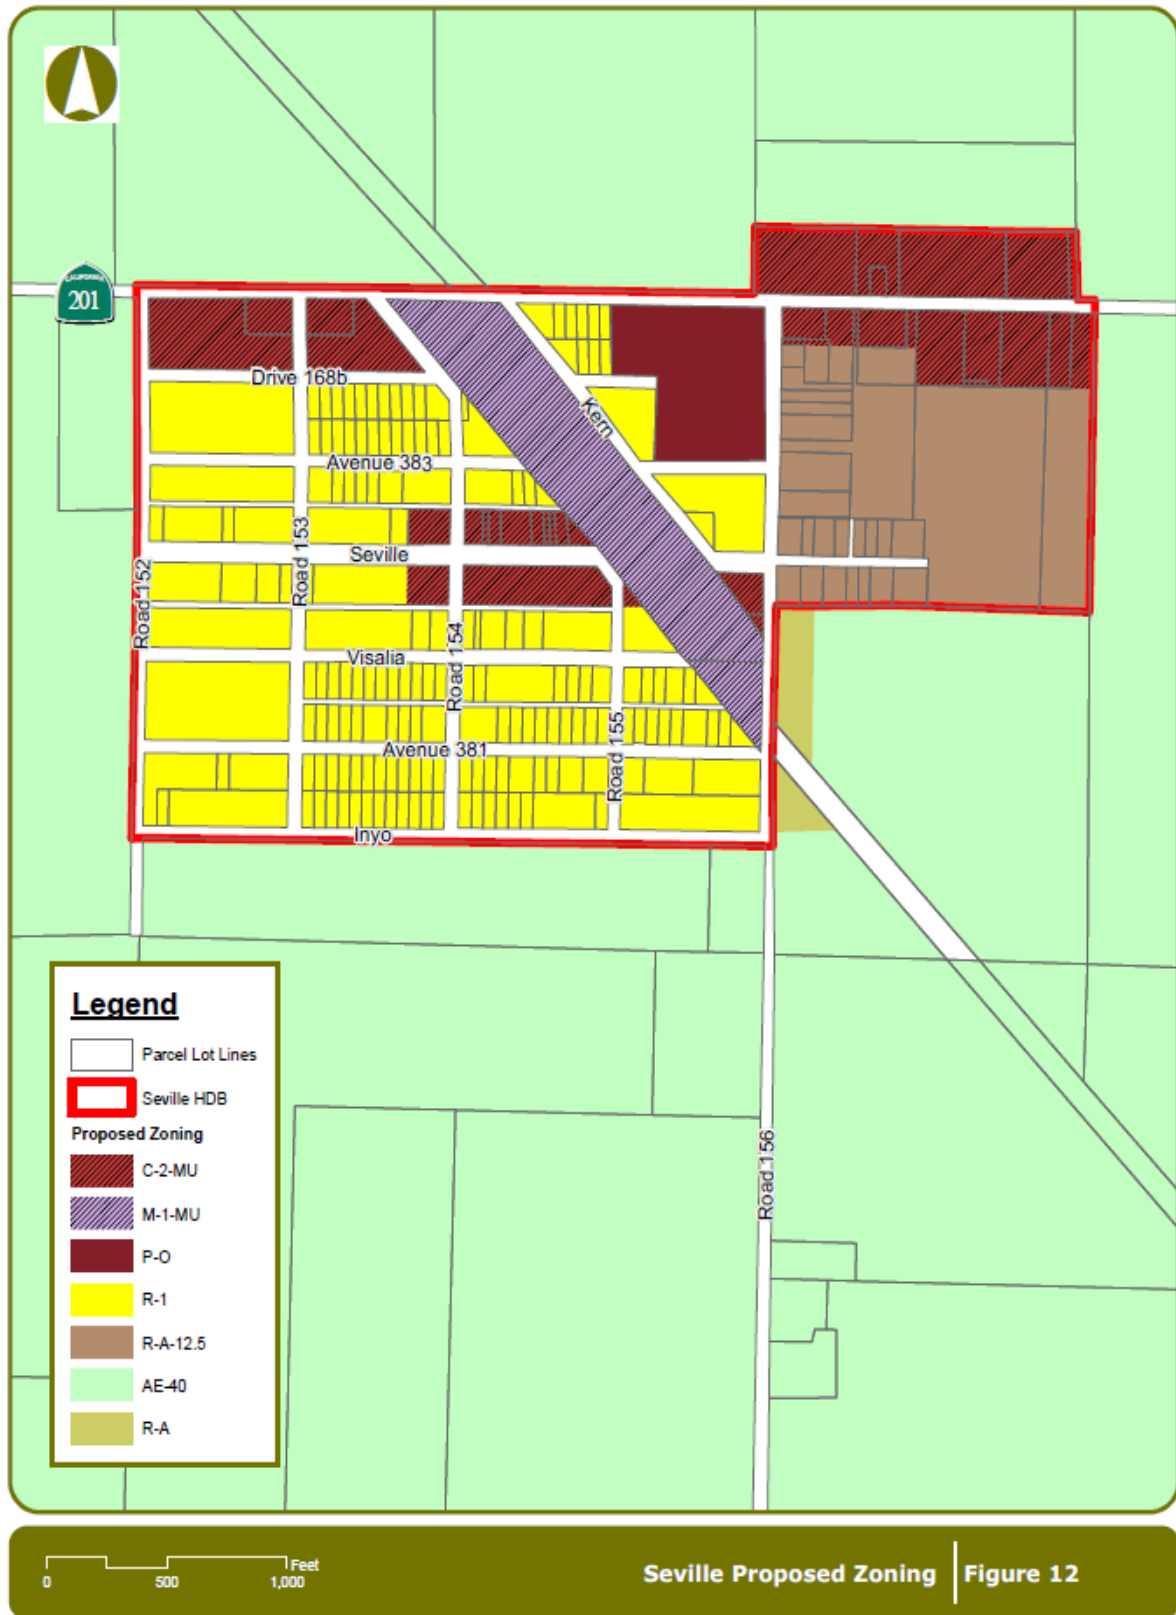 CALIFORNIA
201
Drive 168b
Kern
Avenue 383
Road 153
Seville
Road 152
Road 154
Visalia
Road 155
Avenue 381
Inyo
Road 156
Legend
Parcel Lot Lines
Seville HDB
Proposed Zoning
C-2-MU
M-1-MU
P-O
R-1
R-A-12.5
AE-40
R-A
Feet
0 500 1,000
Seville Proposed Zoning Figure 12